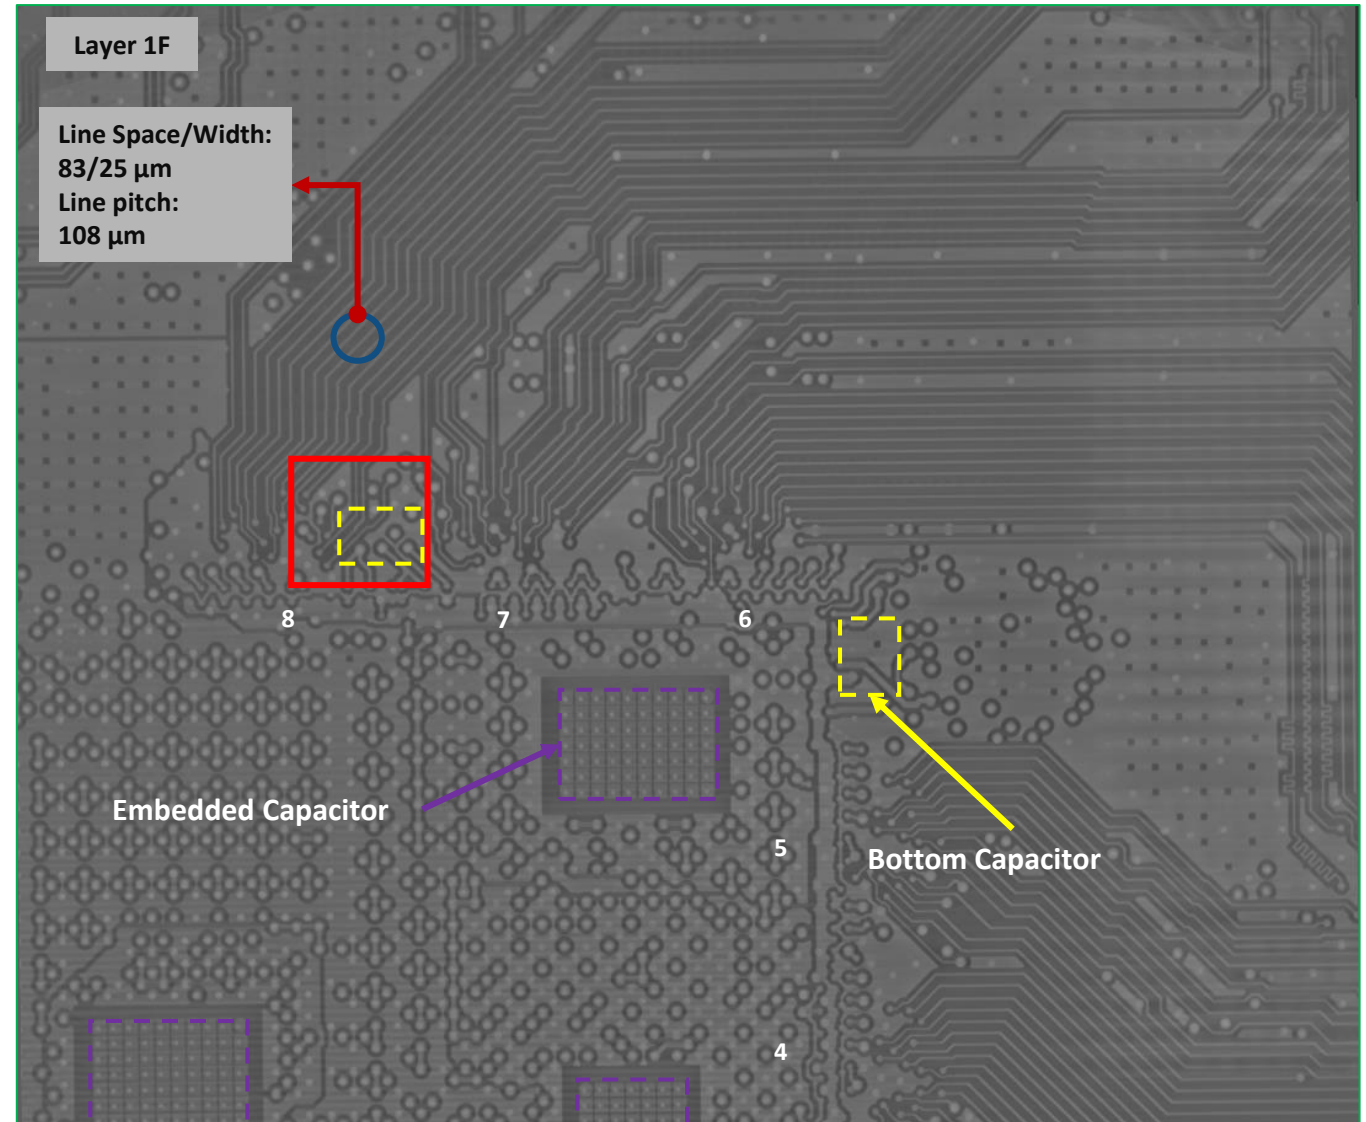 Layer 1F
Line Space/Width:
83/25 µm
Line pitch:
108 µm
8
7
6
Embedded Capacitor
5
Bottom Capacitor
4